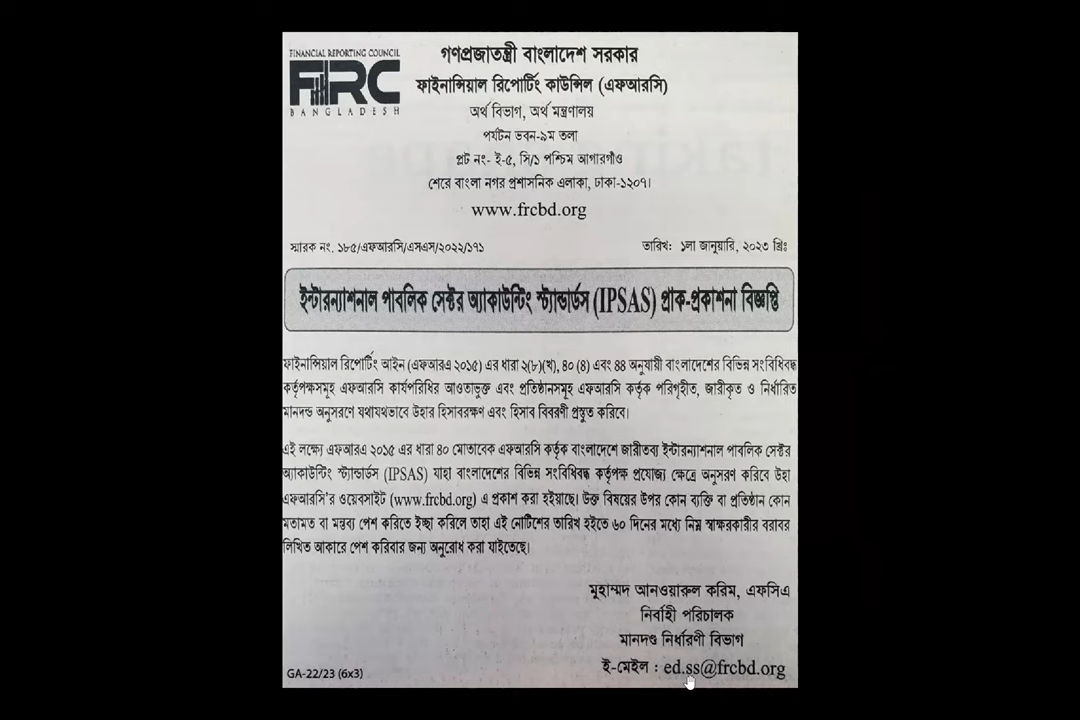 FINANCIAL REPORTING COUNCIL
FRC
BANGLADESH
গণপ্রজাতন্ত্রী বাংলাদেশ সরকার
ফাইনান্সিয়াল রিপোর্টিং কাউন্সিল (এফআরসি)
অর্থ বিভাগ, অর্থ মন্ত্রণালয়
পর্যটন ভবন-৯ম তলা
প্লট নং- ই-৫, সি/১ পশ্চিম আগারগাঁও
শেরে বাংলা নগর প্রশাসনিক এলাকা, ঢাকা-১২০৭।
www.frcbd.org
স্মারক নং. ১৮৫/এফআরসি/এসএস/২০২২/১৭১
তারিখ: ১লা জানুয়ারি, ২০২৩ খ্রিঃ
ইন্টারন্যাশনাল পাবলিক সেক্টর অ্যাকাউন্টিং স্ট্যান্ডার্ডস (IPSAS) প্রাক-প্রকাশনা বিজ্ঞপ্তি
ফাইনান্সিয়াল রিপোর্টিং আইন (এফআরএ ২০১৫) এর ধারা ২(৮)(খ), ৪০ (৪) এবং ৪৪ অনুযায়ী বাংলাদেশের বিভিন্ন সংবিধিবদ্ধ
কর্তৃপক্ষসমূহ এফআরসি কার্যপরিধির আওতাভুক্ত এবং প্রতিষ্ঠানসমূহ এফআরসি কর্তৃক পরিগৃহীত, জারীকৃত ও নির্ধারিত
মানদন্ড অনুসরণে যথাযথভাবে উহার হিসাবরক্ষণ এবং হিসাব বিবরণী প্রস্তুত করিবে।
এই লক্ষ্যে এফআরএ ২০১৫ এর ধারা ৪০ মোতাবেক এফআরসি কর্তৃক বাংলাদেশে জারীতব্য ইন্টারন্যাশনাল পাবলিক সেক্টর
অ্যাকাউন্টিং স্ট্যান্ডার্ডস (IPSAS) যাহা বাংলাদেশের বিভিন্ন সংবিধিবদ্ধ কর্তৃপক্ষ প্রযোজ্য ক্ষেত্রে অনুসরণ করিবে উহা
এফআরসি'র ওয়েবসাইট (www.frcbd.org) এ প্রকাশ করা হইয়াছে। উক্ত বিষয়ের উপর কোন ব্যক্তি বা প্রতিষ্ঠান কোন
মতামত বা মন্তব্য পেশ করিতে ইচ্ছা করিলে তাহা এই নোটিশের তারিখ হইতে ৬০ দিনের মধ্যে নিম্ন স্বাক্ষরকারীর বরাবর
লিখিত আকারে পেশ করিবার জন্য অনুরোধ করা যাইতেছে।
মুহাম্মদ আনওয়ারুল করিম, এফসিএ
নির্বাহী পরিচালক
মানদণ্ড নির্ধারণী বিভাগ
ই-মেইল : ed.ss@frcbd.org
GA-22/23 (6x3)